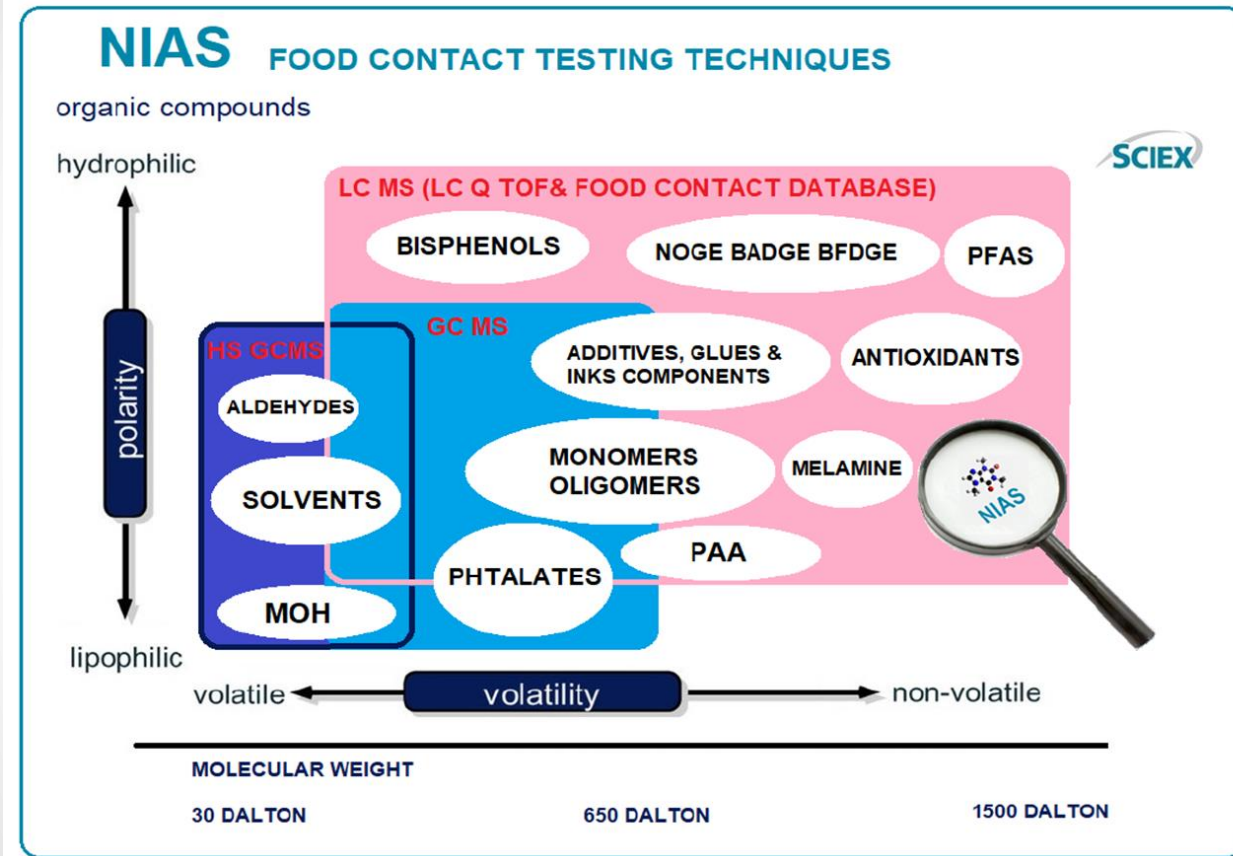 NIAS FOOD CONTACT TESTING TECHNIQUES
organic compounds
hydrophilic
SCIEX
LC MS (LC Q TOF& FOOD CONTACT DATABASE)
BISPHENOLS
NOGE BADGE BFDGE
PFAS
GC MS
HS GCMS
ADDITIVES, GLUES &
INKS COMPONENTS
ANTIOXIDANTS
ALDEHYDES
polarity
MONOMERS
OLIGOMERS
MELAMINE
SOLVENTS
NIAS
PAA
PHTALATES
MOH
lipophilic
volatile
volatility
non-volatile
MOLECULAR WEIGHT
30 DALTON
650 DALTON
1500 DALTON